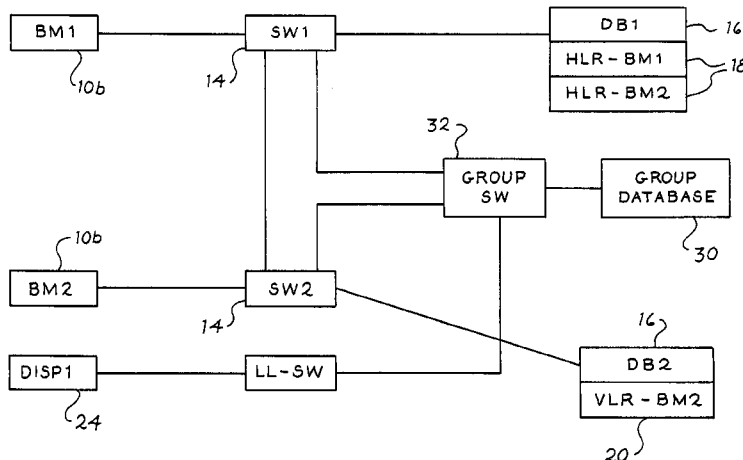 BM1
SW1
DB1
16
10b
14
HLR-BM1
18
HLR-BM2
32
GROUP
SW
GROUP
DATABASE
30
10b
BM2
SW2
14
16
DISP1
LL-SW
DB2
24
VLR-BM2
20